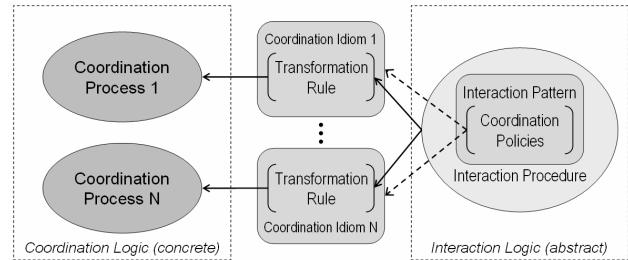 Coordination
Process 1
Coordination
Process N
Coordination Logic (concrete)
Coordination Idiom 1
Transformation
Rule
Transformation
Rule
Coordination Idiom N
Interaction Pattern
Coordination
Policies
Interaction Procedure
Interaction Logic (abstract)